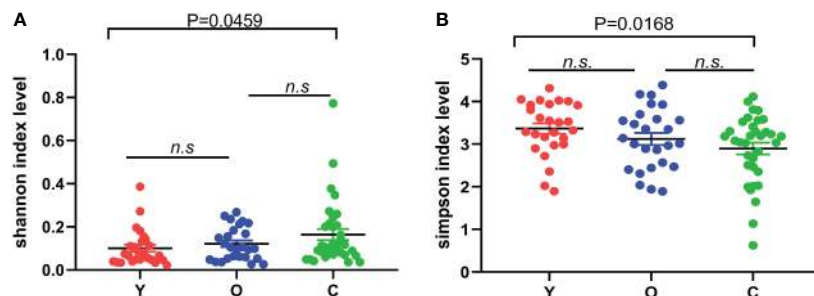 A
P=0.0459
shannon index level
1.0
0.8
0.6
0.4
0.2
0.0
n.s
n.s
Y
O
C
B
P=0.0168
simpson index level
5
4
3
2
1
0
n.s.
n.s.
Y
O
C